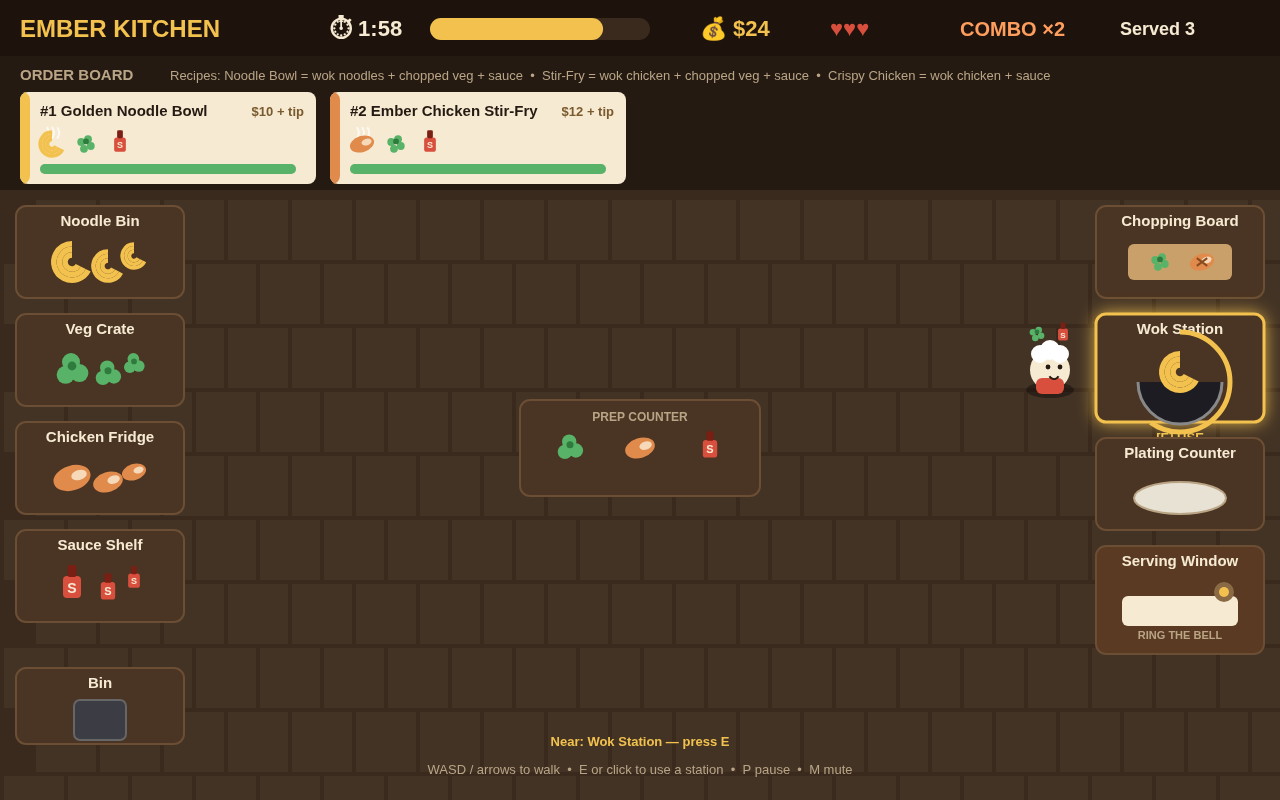 EMBER KITCHEN
1:58
$24
COMBO ×2
Served 3
ORDER BOARD
Recipes: Noodle Bowl = wok noodles + chopped veg + sauce • Stir-Fry = wok chicken + chopped veg + sauce • Crispy Chicken = wok chicken + sauce
#1 Golden Noodle Bowl
$10 + tip
S
#2 Ember Chicken Stir-Fry
$12 + tip
S
Noodle Bin
Chopping Board
Veg Crate
Wok Station
S
PREP COUNTER
S
Chicken Fridge
Plating Counter
Sauce Shelf
S
S
S
Serving Window
RING THE BELL
Bin
Near: Wok Station — press E
WASD / arrows to walk • E or click to use a station • P pause • M mute